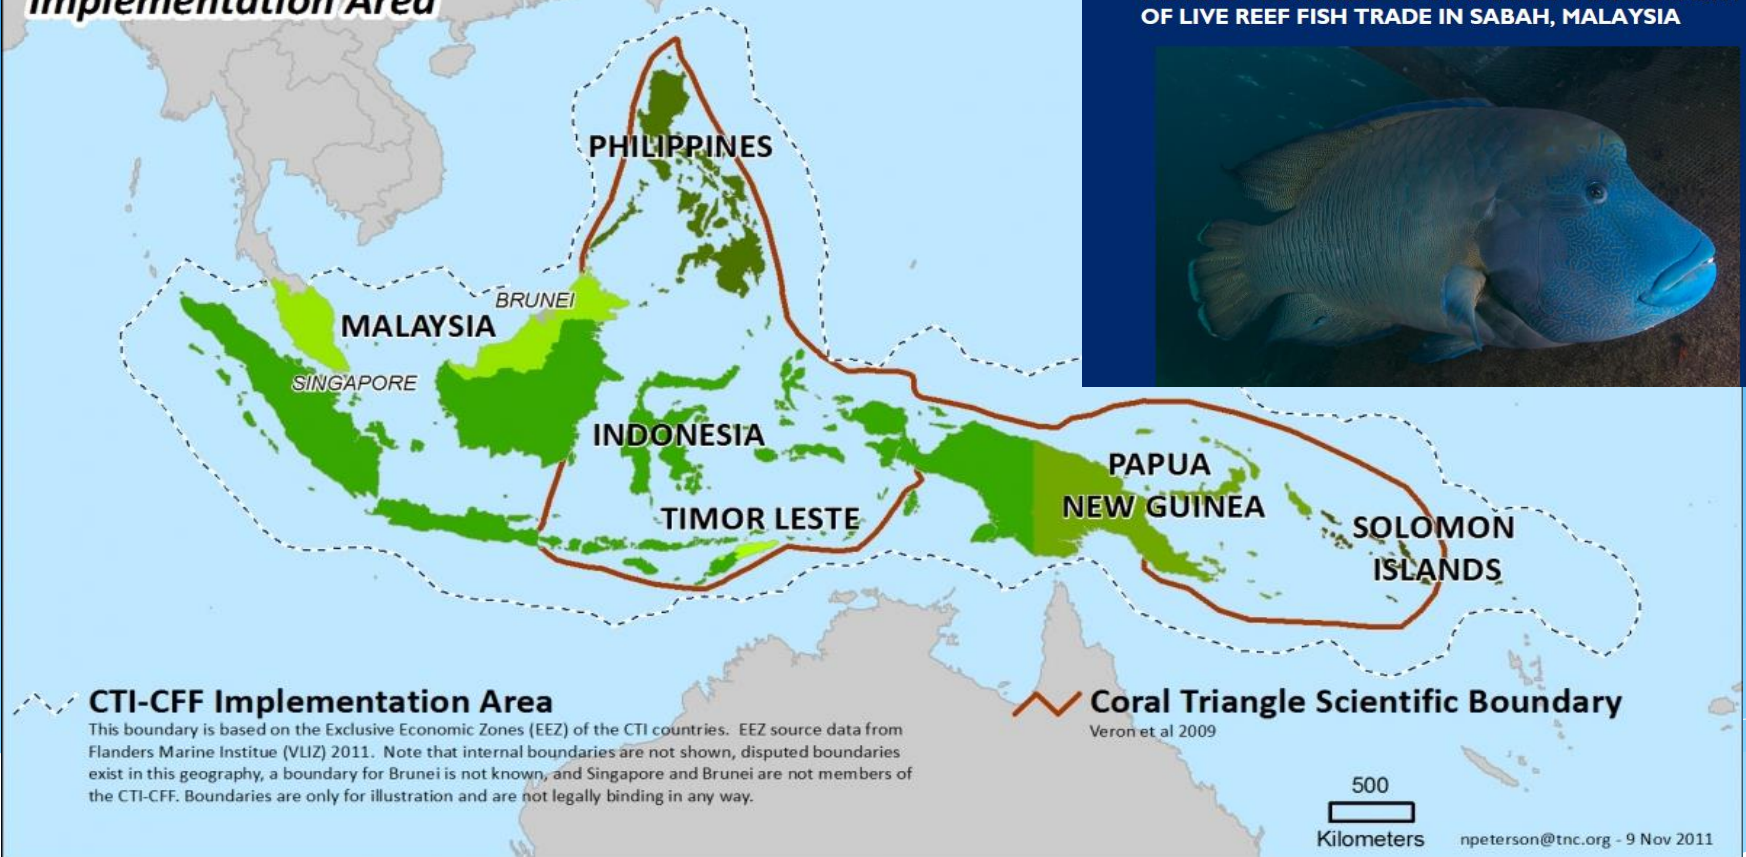 Implementation Area
OF LIVE REEF FISH TRADE IN SABAH, MALAYSIA
PHILIPPINES
BRUNEI
MALAYSIA
SINGAPORE
INDONESIA
PAPUA
NEW GUINEA
TIMOR LESTE
SOLOMON
ISLANDS
CTI-CFF Implementation Area
This boundary is based on the Exclusive Economic Zones (EEZ) of the CTI countries. EEZ source data from
Flanders Marine Institue (VLIZ) 2011. Note that internal boundaries are not shown, disputed boundaries
exist in this geography, a boundary for Brunei is not known, and Singapore and Brunei are not members of
the CTI-CFF. Boundaries are only for illustration and are not legally binding in any way.
Coral Triangle Scientific Boundary
Veron et al 2009
500
Kilometers
npeterson@tnc.org - 9 Nov 2011